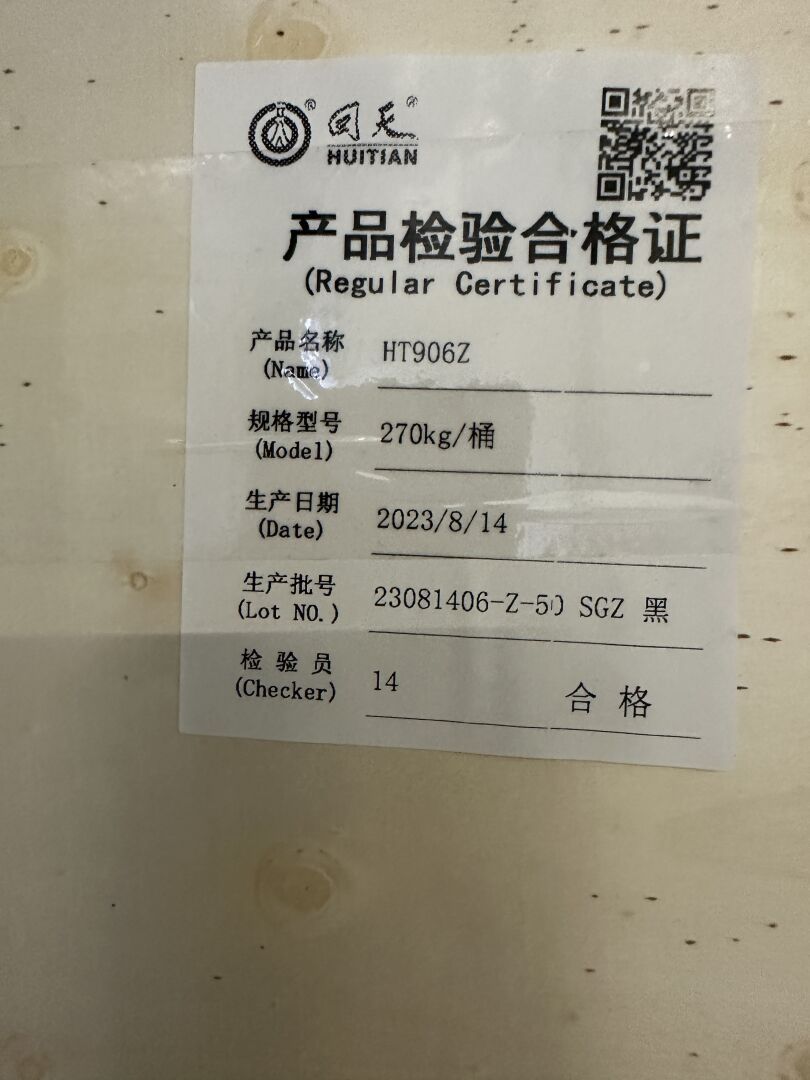 回天
HUITIAN
产品检验合格证
(Regular Certificate)
产品名称 HT906Z
(Name)
规格型号 270kg/桶
(Model)
生产日期 2023/8/14
(Date)
生产批号 23081406-Z-50 SGZ 黑
(Lot NO.)
检验员 14 合格
(Checker)